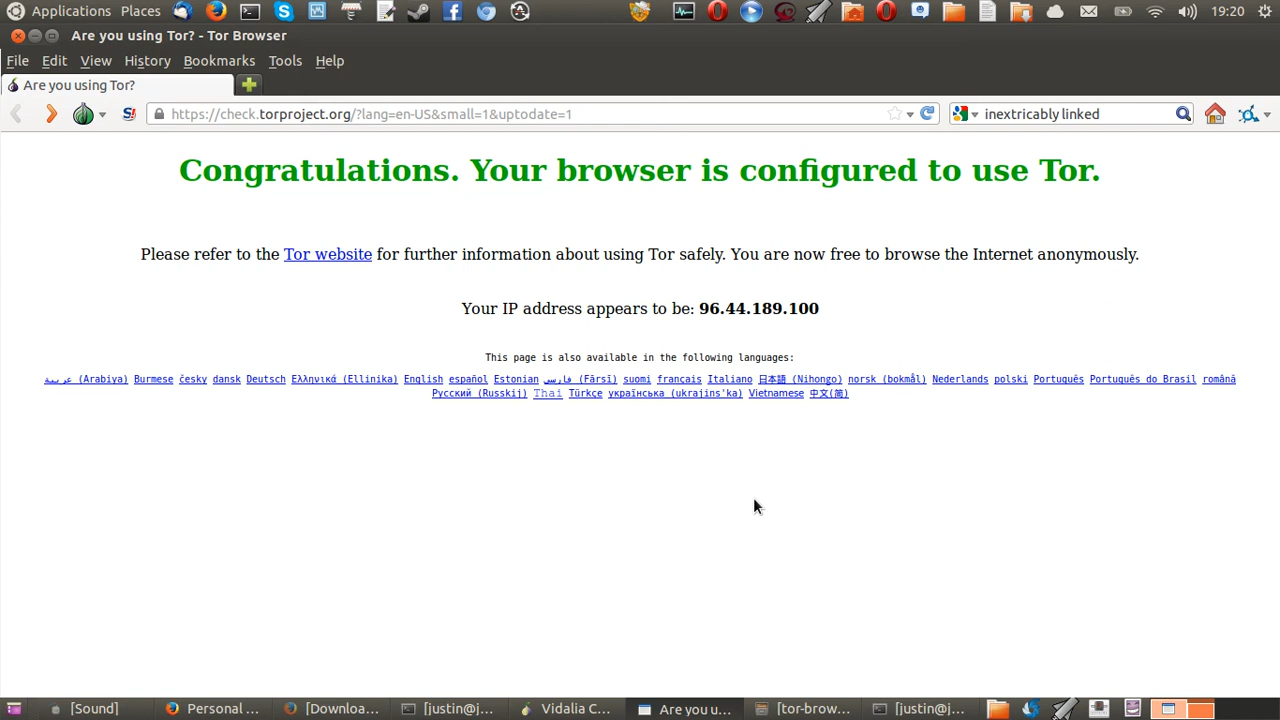 Applications Places 19:20
Are you using Tor? - Tor Browser
File Edit View History Bookmarks Tools Help
Are you using Tor?
https://check.torproject.org/?lang=en-US&small=1&uptodate=1 inextricably linked
Congratulations. Your browser is configured to use Tor.
Please refer to the Tor website for further information about using Tor safely. You are now free to browse the Internet anonymously.
Your IP address appears to be: 96.44.189.100
This page is also available in the following languages:
عربية (Arabiya) Burmese česky dansk Deutsch Ελληνικά (Ellinika) English español Estonian فارسی (Fārsī) suomi français Italiano 日本語 (Nihongo) norsk (bokmål) Nederlands polski Português Português do Brasil română
Русский (Russkij) Thai Türkçe українська (ukrajins'ka) Vietnamese 中文(简)
[Sound] Personal ... [Downloa... [justin@j... Vidalia C... Are you u... [tor-brow... [justin@j...